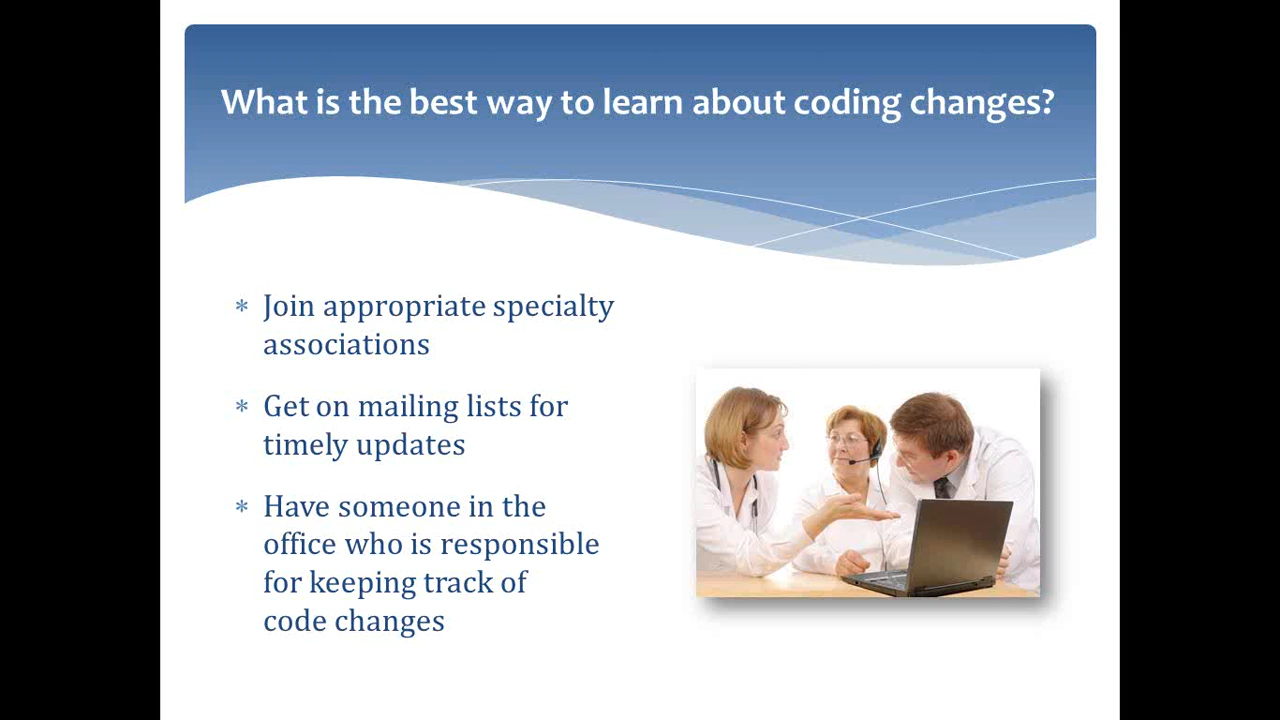 What is the best way to learn about coding changes?
* Join appropriate specialty
associations
* Get on mailing lists for
timely updates
* Have someone in the
office who is responsible
for keeping track of
code changes